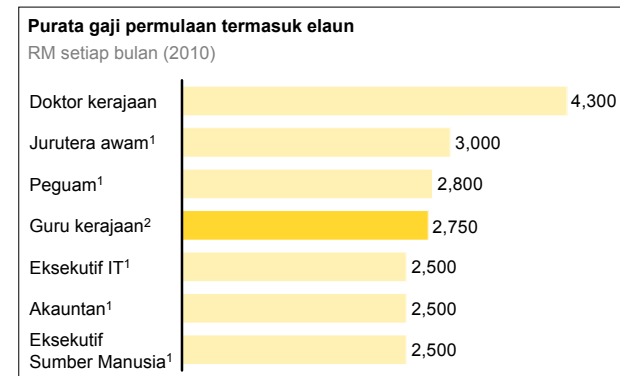 Purata gaji permulaan termasuk elaun
RM setiap bulan (2010)
Doktor kerajaan 4,300
Jurutera awam¹ 3,000
Peguam¹ 2,800
Guru kerajaan² 2,750
Eksekutif IT¹ 2,500
Akauntan¹ 2,500
Eksekutif
Sumber Manusia¹ 2,500